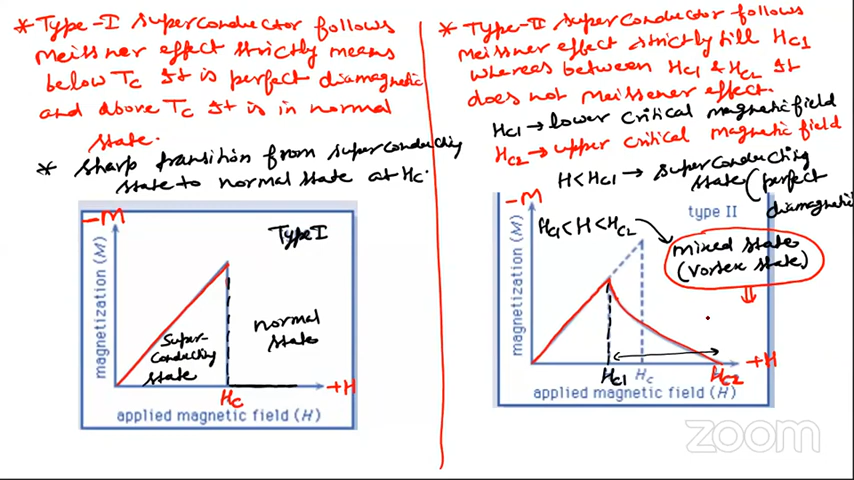 * Type-I superconductor follows
Meissner effect strictly means
below Tc It is perfect diamagnetic
and above Tc It is in normal
state.
* sharp transition from superconducting
state to normal state at Hc.
-M
Type I
magnetization (M)
Super-
conducting
state
normal
state
Hc
+H
applied magnetic field (H)
* Type-II superconductor follows
Meissner effect strictly till Hc1
whereas between Hc1 & Hc2 It
does not Meissener effect.
Hc1 → lower critical magnetic field
Hc2 → upper critical magnetic field
H<Hc1 → superconducting
state (perfect
diamagnetic
-M
type II
Hc1<H<Hc2
mixed state
(vortex state)
magnetization (M)
Hc1
Hc
Hc2
+H
applied magnetic field (H)
zoom